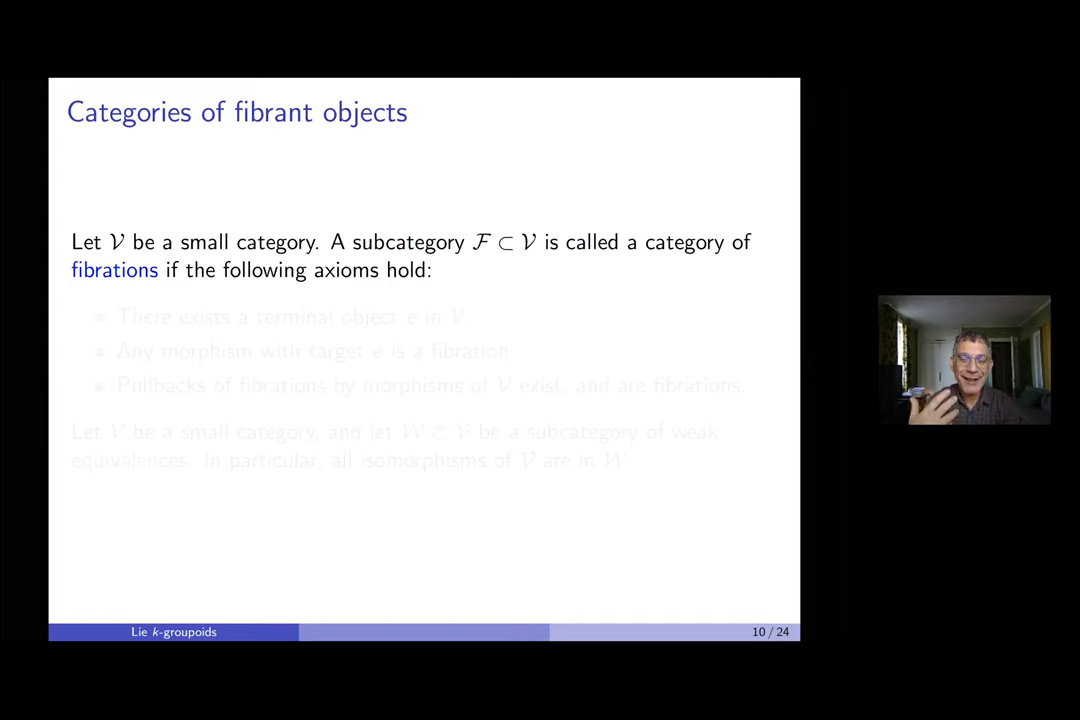 Categories of fibrant objects
Let 𝒱 be a small category. A subcategory ℱ ⊂ 𝒱 is called a category of
fibrations if the following axioms hold:
• There exists a terminal object e in 𝒱.
• Any morphism with target e is a fibration.
• Pullbacks of fibrations by morphisms of 𝒱 exist, and are fibrations.
Let 𝒱 be a small category, and let 𝒲 ⊂ 𝒱 be a subcategory of weak
equivalences. In particular, all isomorphisms of 𝒱 are in 𝒲.
Lie k-groupoids
10 / 24